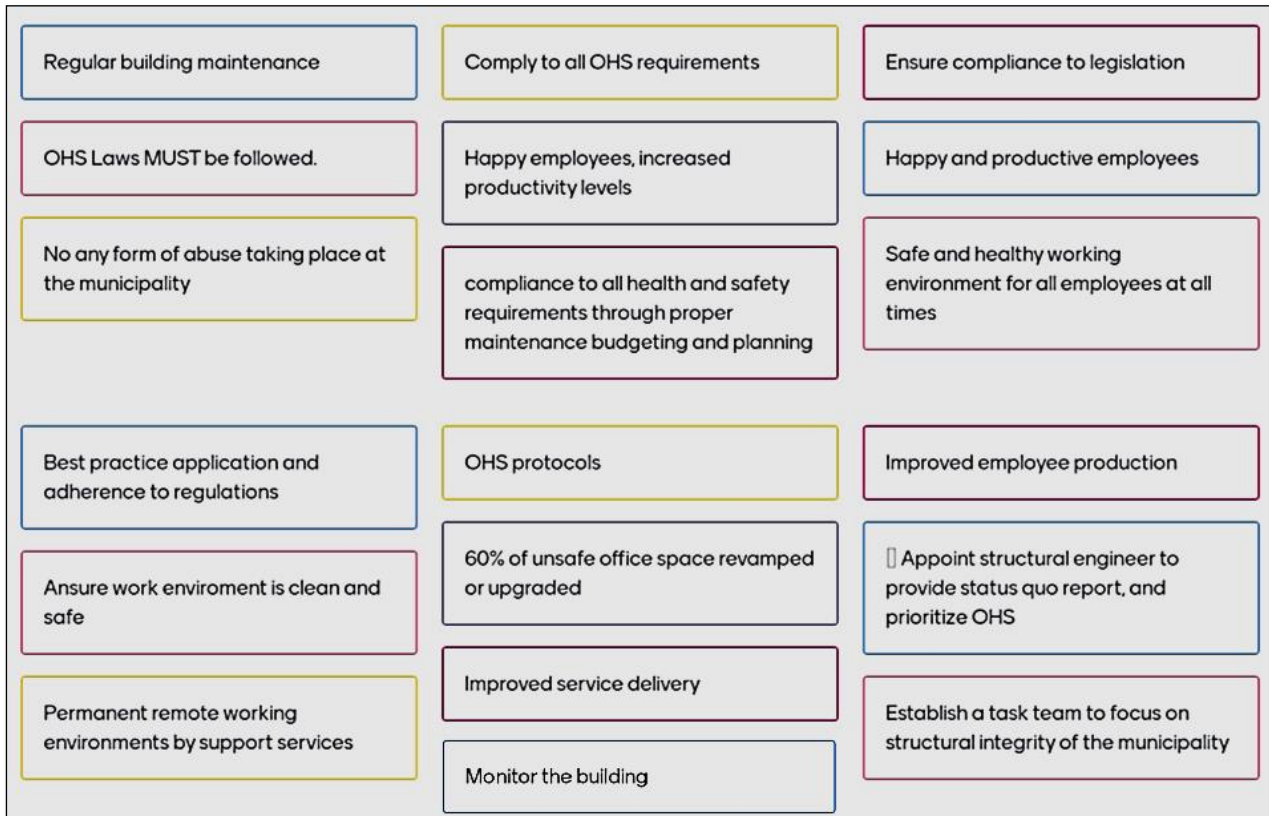 Regular building maintenance
Comply to all OHS requirements
Ensure compliance to legislation
OHS Laws MUST be followed.
Happy employees, increased
productivity levels
Happy and productive employees
No any form of abuse taking place at
the municipality
compliance to all health and safety
requirements through proper
maintenance budgeting and planning
Safe and healthy working
environment for all employees at all
times
Best practice application and
adherence to regulations
OHS protocols
Improved employee production
Ansure work enviroment is clean and
safe
60% of unsafe office space revamped
or upgraded
▯ Appoint structural engineer to
provide status quo report, and
prioritize OHS
Permanent remote working
environments by support services
Improved service delivery
Establish a task team to focus on
structural integrity of the municipality
Monitor the building